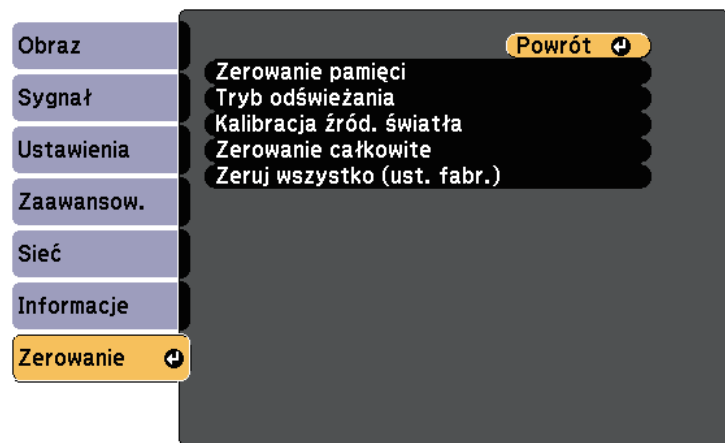 Obraz
Sygnał
Ustawienia
Zaawansow.
Sieć
Informacje
Zerowanie
Powrót
Zerowanie pamięci
Tryb odświeżania
Kalibracja źród. światła
Zerowanie całkowite
Zeruj wszystko (ust. fabr.)